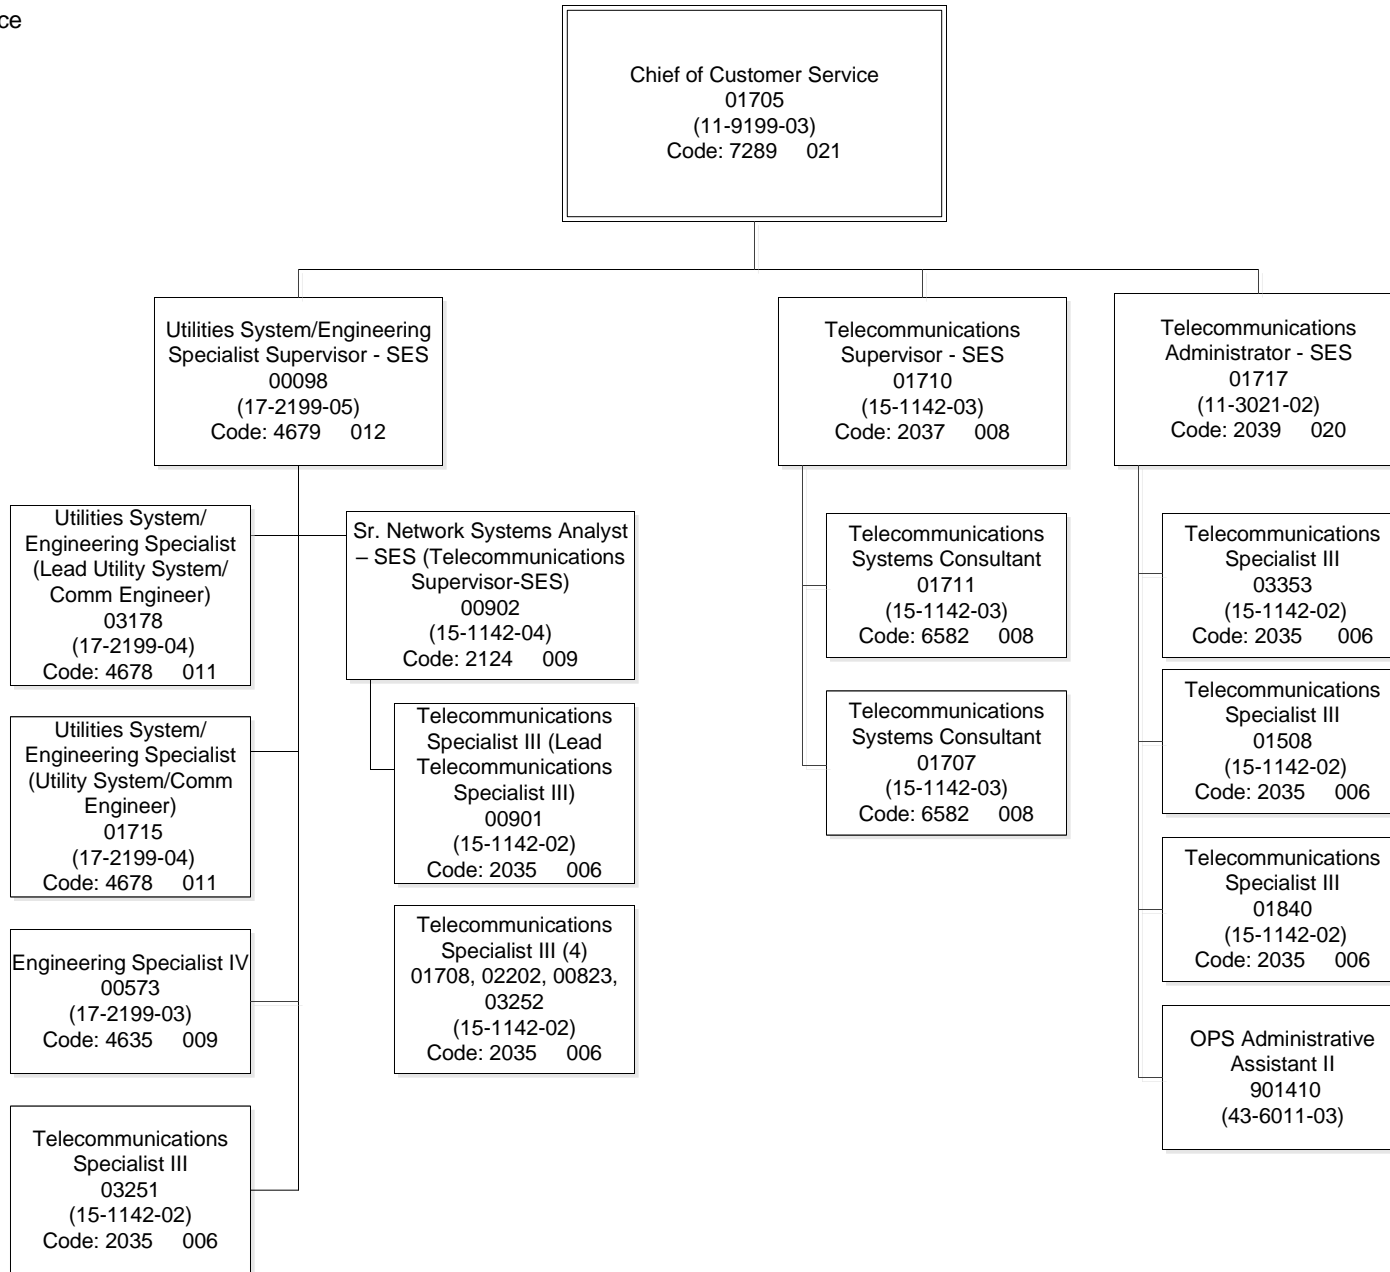 ce
Chief of Customer Service
01705
(11-9199-03)
Code: 7289 021
Utilities System/Engineering
Specialist Supervisor - SES
00098
(17-2199-05)
Code: 4679 012
Telecommunications
Supervisor - SES
01710
(15-1142-03)
Code: 2037 008
Telecommunications
Administrator - SES
01717
(11-3021-02)
Code: 2039 020
Utilities System/
Engineering Specialist
(Lead Utility System/
Comm Engineer)
03178
(17-2199-04)
Code: 4678 011
Utilities System/
Engineering Specialist
(Utility System/Comm
Engineer)
01715
(17-2199-04)
Code: 4678 011
Engineering Specialist IV
00573
(17-2199-03)
Code: 4635 009
Telecommunications
Specialist III
03251
(15-1142-02)
Code: 2035 006
Sr. Network Systems Analyst
– SES (Telecommunications
Supervisor-SES)
00902
(15-1142-04)
Code: 2124 009
Telecommunications
Specialist III (Lead
Telecommunications
Specialist III)
00901
(15-1142-02)
Code: 2035 006
Telecommunications
Specialist III (4)
01708, 02202, 00823,
03252
(15-1142-02)
Code: 2035 006
Telecommunications
Systems Consultant
01711
(15-1142-03)
Code: 6582 008
Telecommunications
Systems Consultant
01707
(15-1142-03)
Code: 6582 008
Telecommunications
Specialist III
03353
(15-1142-02)
Code: 2035 006
Telecommunications
Specialist III
01508
(15-1142-02)
Code: 2035 006
Telecommunications
Specialist III
01840
(15-1142-02)
Code: 2035 006
OPS Administrative
Assistant II
901410
(43-6011-03)